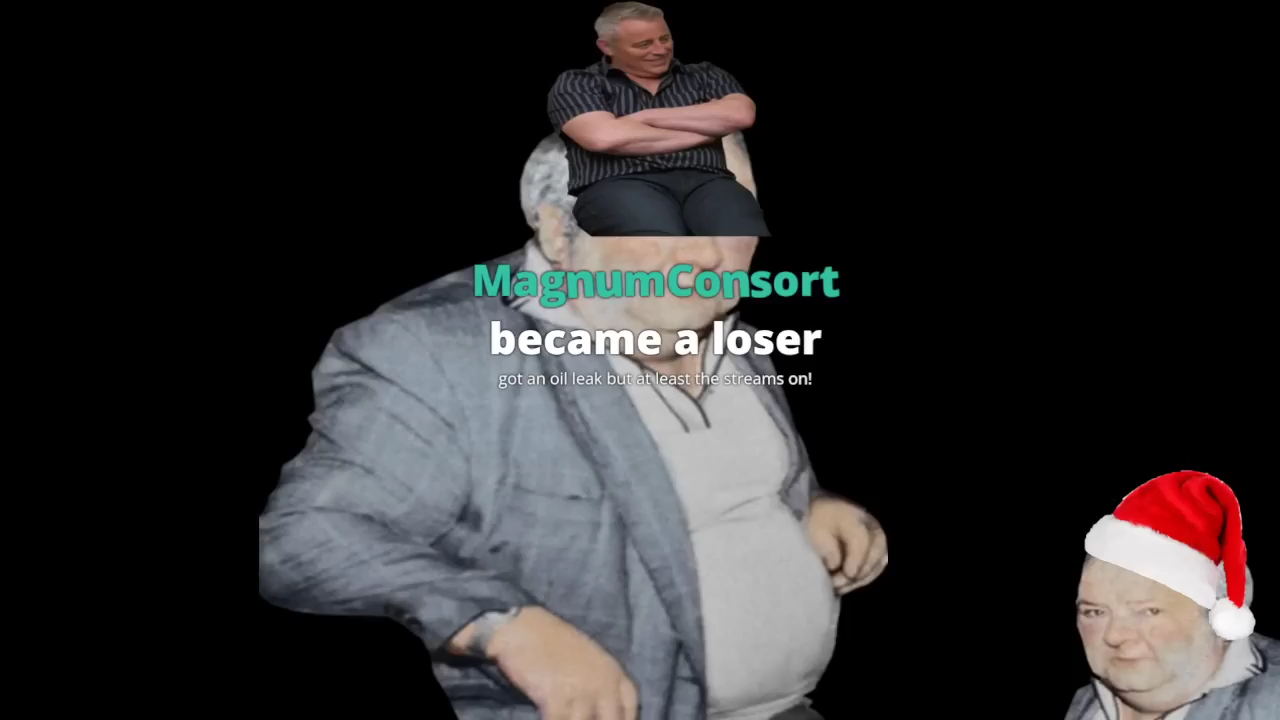 MagnumConsort
became a loser
got an oil leak but at least the streams on!